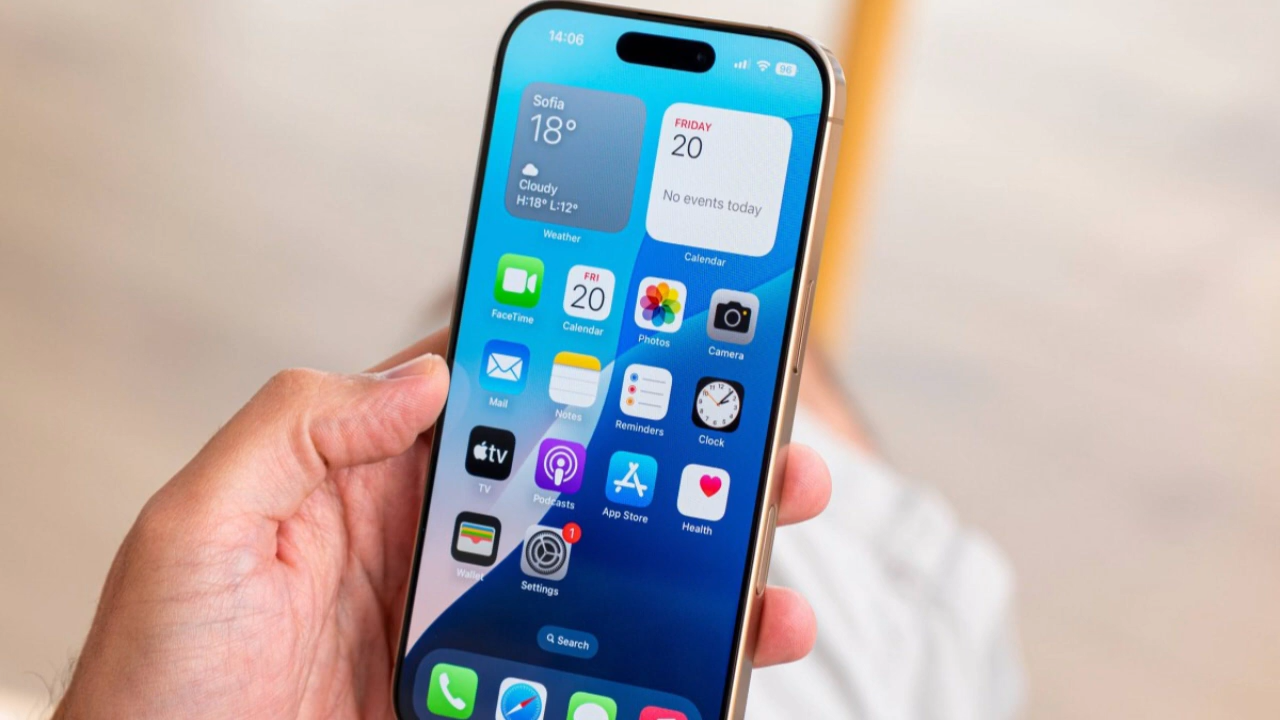 14:06
96
Sofia
18°
Cloudy
H:18° L:12°
Weather
FRIDAY
20
No events today
Calendar
FaceTime
FRI
20
Calendar
Photos
Camera
Mail
Notes
Reminders
Clock
tv
TV
Podcasts
App Store
Health
Wallet
1
Settings
Search